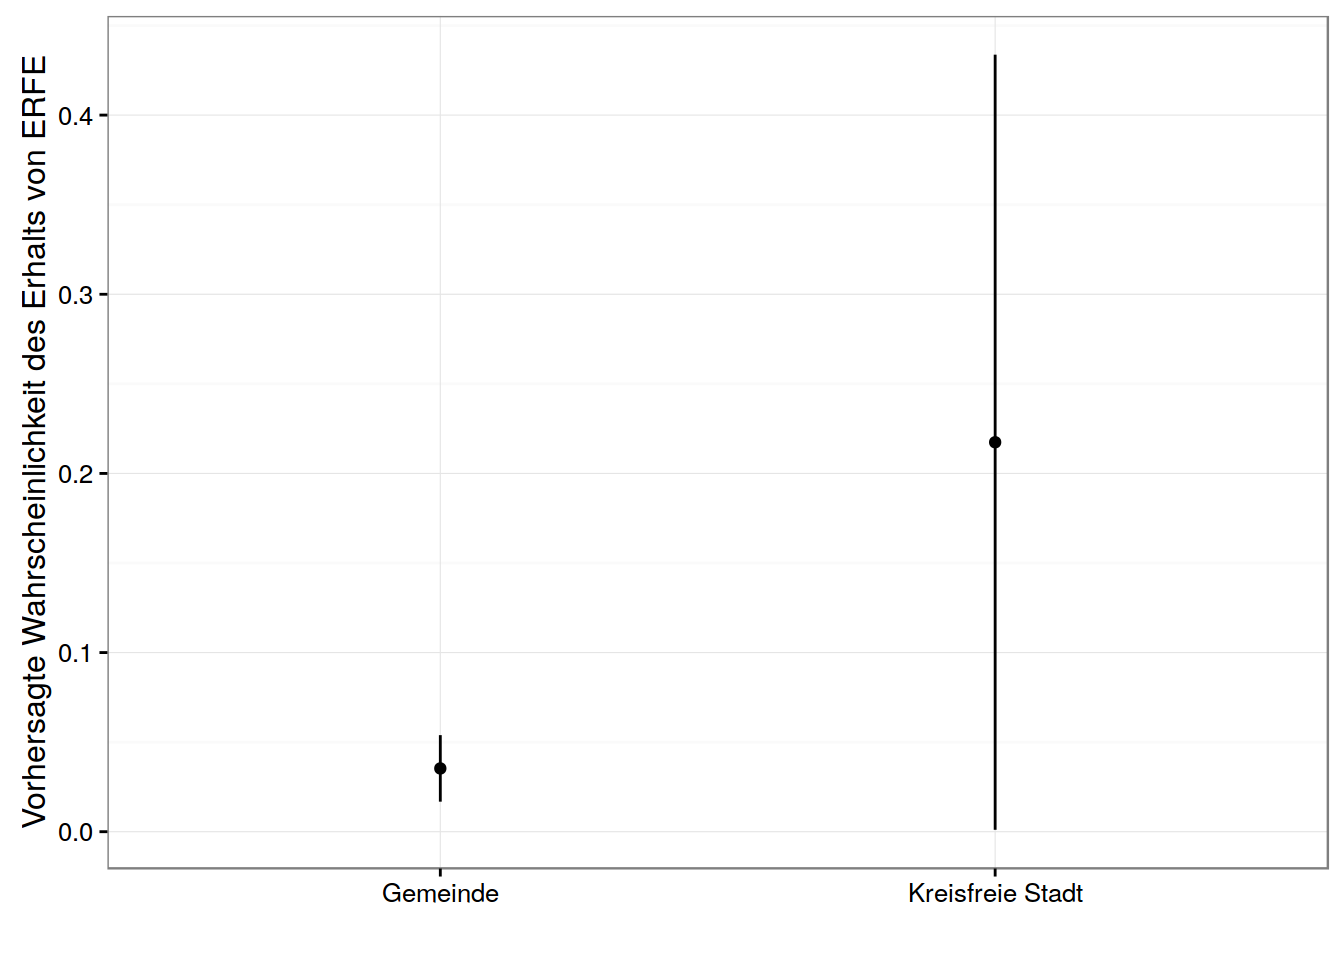 Vorhersagte Wahrscheinlichkeit des Erhalts von ERFE
0.4
0.3
0.2
0.1
0.0
Gemeinde
Kreisfreie Stadt